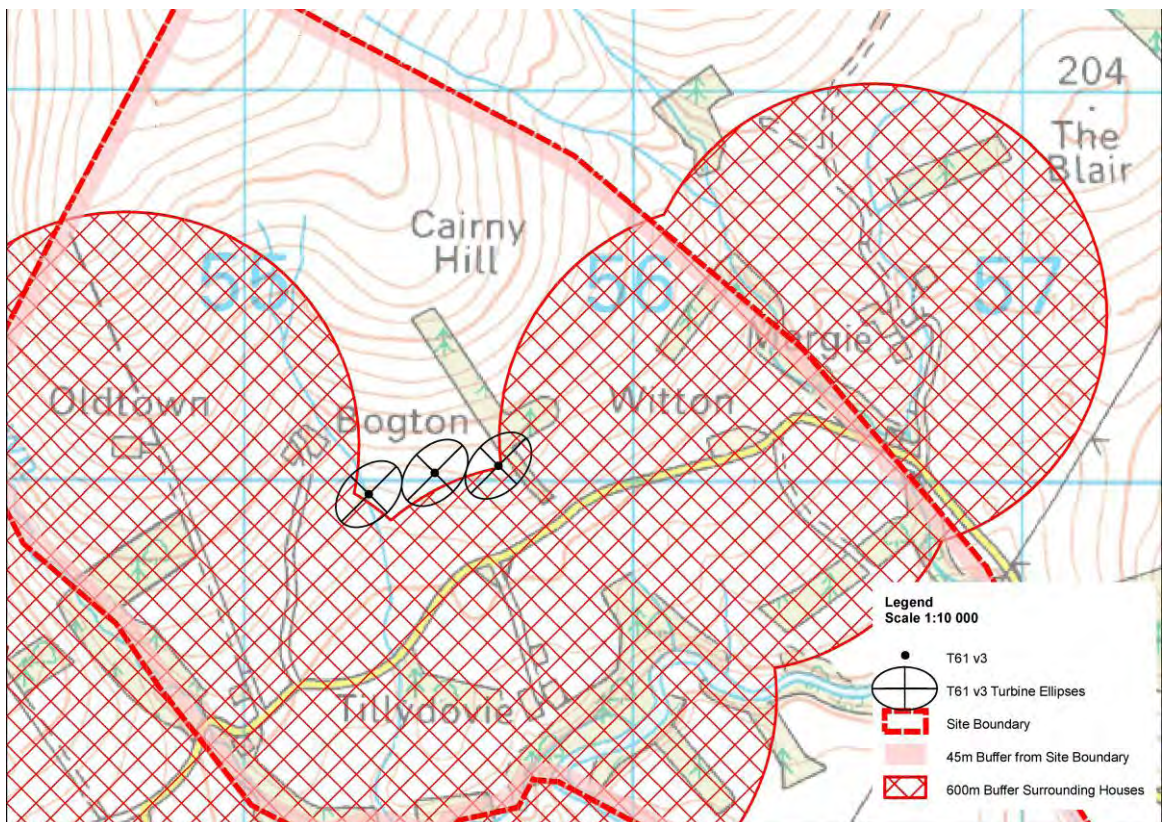 204
The
Blair
Cairny
Hill
55
56
57
Margie
Oldtown
Bogton
Witton
Tillydovie
Legend
Scale 1:10 000
T61 v3
T61 v3 Turbine Ellipses
Site Boundary
45m Buffer from Site Boundary
600m Buffer Surrounding Houses